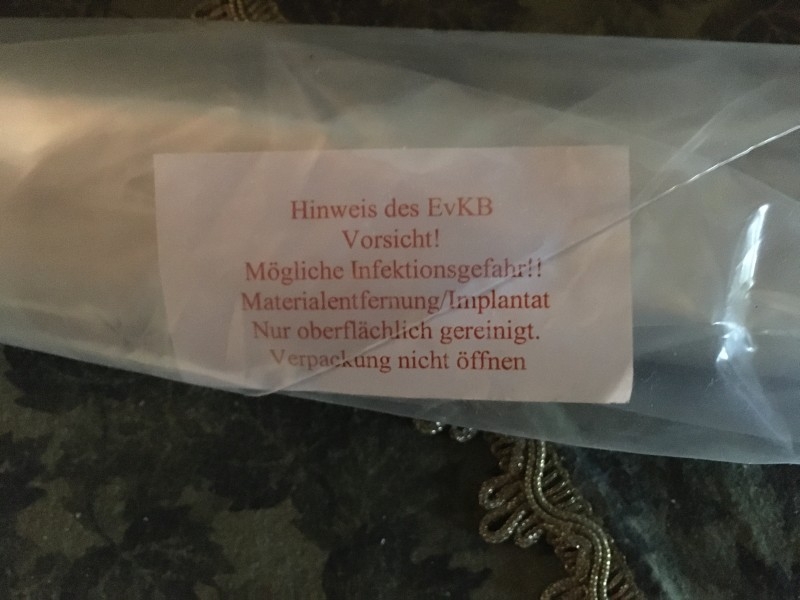 Hinweis des EvKB
Vorsicht!
Mögliche Infektionsgefahr!!
Materialentfernung/Implantat
Nur oberflächlich gereinigt.
Verpackung nicht öffnen